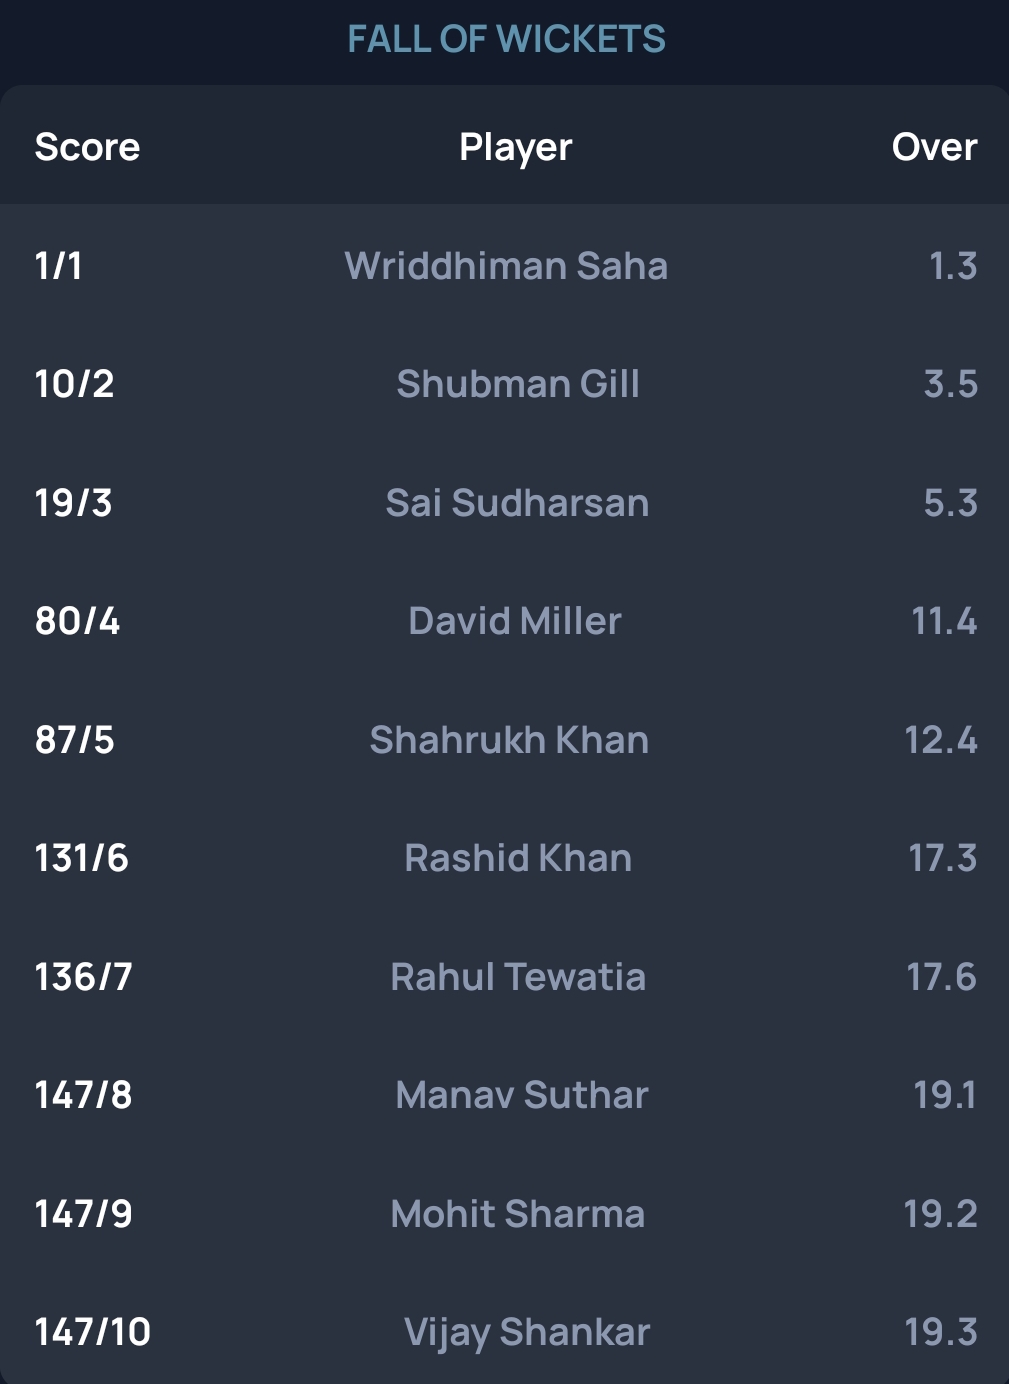 FALL OF WICKETS
Score Player Over
1/1 Wriddhiman Saha 1.3
10/2 Shubman Gill 3.5
19/3 Sai Sudharsan 5.3
80/4 David Miller 11.4
87/5 Shahrukh Khan 12.4
131/6 Rashid Khan 17.3
136/7 Rahul Tewatia 17.6
147/8 Manav Suthar 19.1
147/9 Mohit Sharma 19.2
147/10 Vijay Shankar 19.3